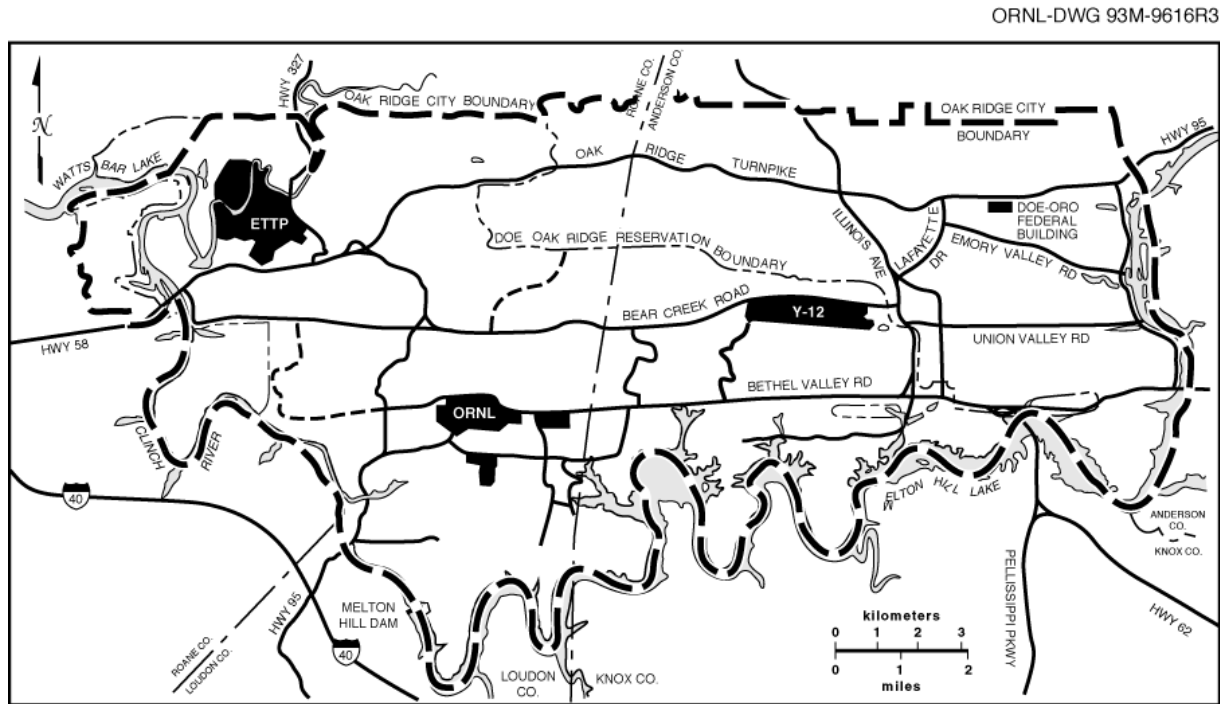 ORNL-DWG 93M-9616R3
N
HWY 327
OAK RIDGE CITY BOUNDARY
ROANE CO.
ANDERSON CO.
OAK RIDGE CITY
BOUNDARY
HWY 95
WATTS BAR LAKE
OAK RIDGE TURNPIKE
ETTP
DOE-ORO
FEDERAL
BUILDING
ILLINOIS AVE
LAFAYETTE
DR
EMORY VALLEY RD
DOE OAK RIDGE RESERVATION BOUNDARY
BEAR CREEK ROAD
Y-12
HWY 58
UNION VALLEY RD
BETHEL VALLEY RD
ORNL
CLINCH
RIVER
40
ELTON HILL LAKE
ANDERSON
CO.
KNOX CO.
PELLISSIPPI PKWY
HWY 62
MELTON
HILL DAM
HWY 95
ROANE CO.
LOUDON CO.
40
LOUDON
CO.
KNOX CO.
kilometers
0 1 2 3
0 1 2
miles